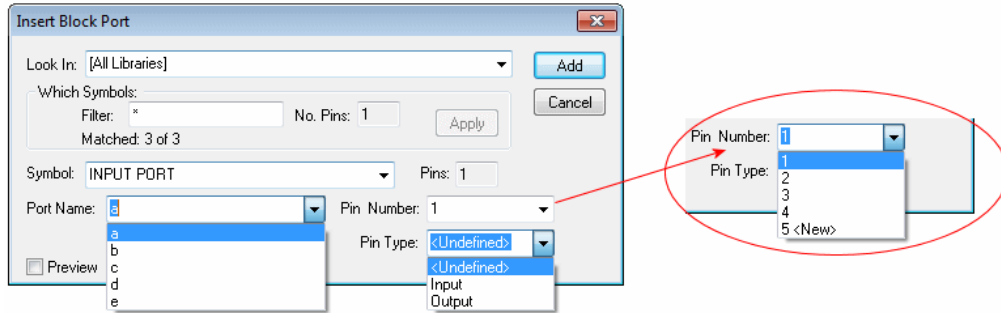 Insert Block Port
Look In: [All Libraries]
Add
Which Symbols:
Filter: *
No. Pins: 1
Apply
Cancel
Matched: 3 of 3
Symbol: INPUT PORT
Pins: 1
Port Name: a
Pin Number: 1
a
b
c
d
e
Pin Type: <Undefined>
<Undefined>
Input
Output
Preview
Pin Number: 1
Pin Type:
1
2
3
4
5 <New>